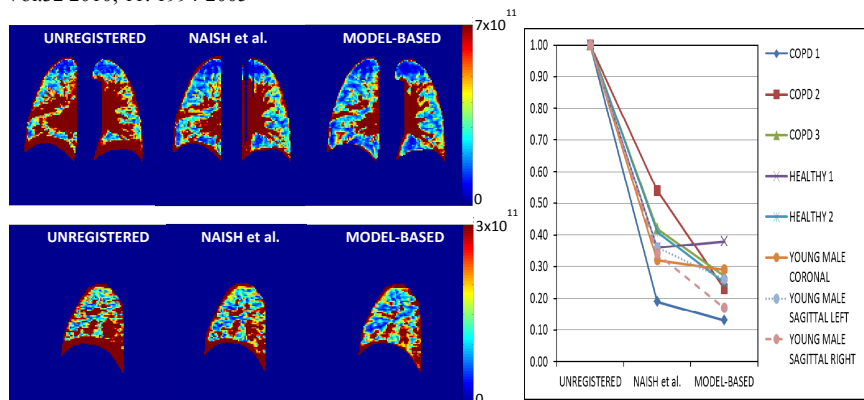 UNREGISTERED NAISH et al. MODEL-BASED
7x10 11
0
UNREGISTERED NAISH et al. MODEL-BASED
3x10 11
0
1.00
0.90
0.80
0.70
0.60
0.50
0.40
0.30
0.20
0.10
0.00
UNREGISTERED NAISH et al. MODEL-BASED
COPD 1
COPD 2
COPD 3
HEALTHY 1
HEALTHY 2
YOUNG MALE
CORONAL
YOUNG MALE
SAGITTAL LEFT
YOUNG MALE
SAGITTAL RIGHT